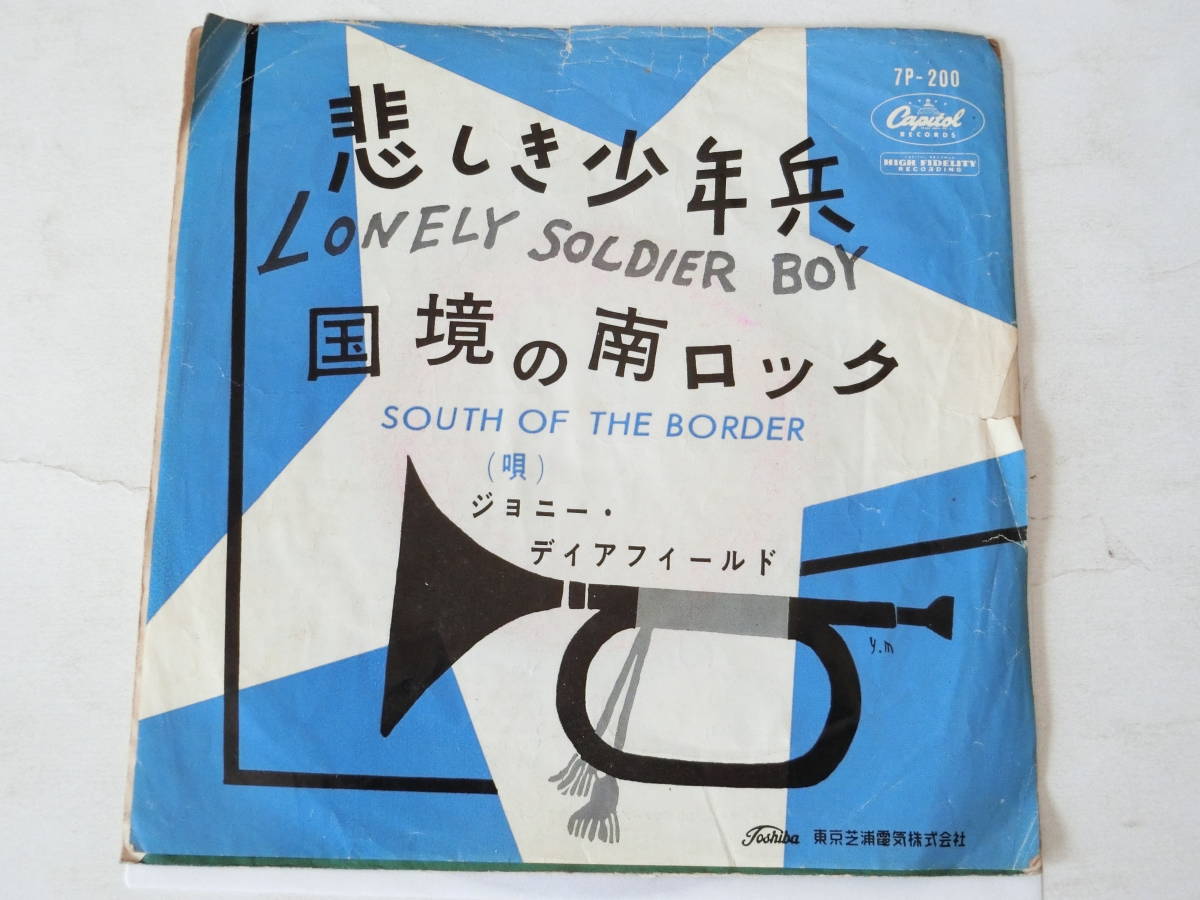 7P-200
Capitol
RECORDS
HIGH FIDELITY
RECORDING
悲しき少年兵
LONELY SOLDIER BOY
国境の南ロック
SOUTH OF THE BORDER
(唄)
ジョニー・
デイアフイールド
y.m
Toshiba 東京芝浦電気株式会社